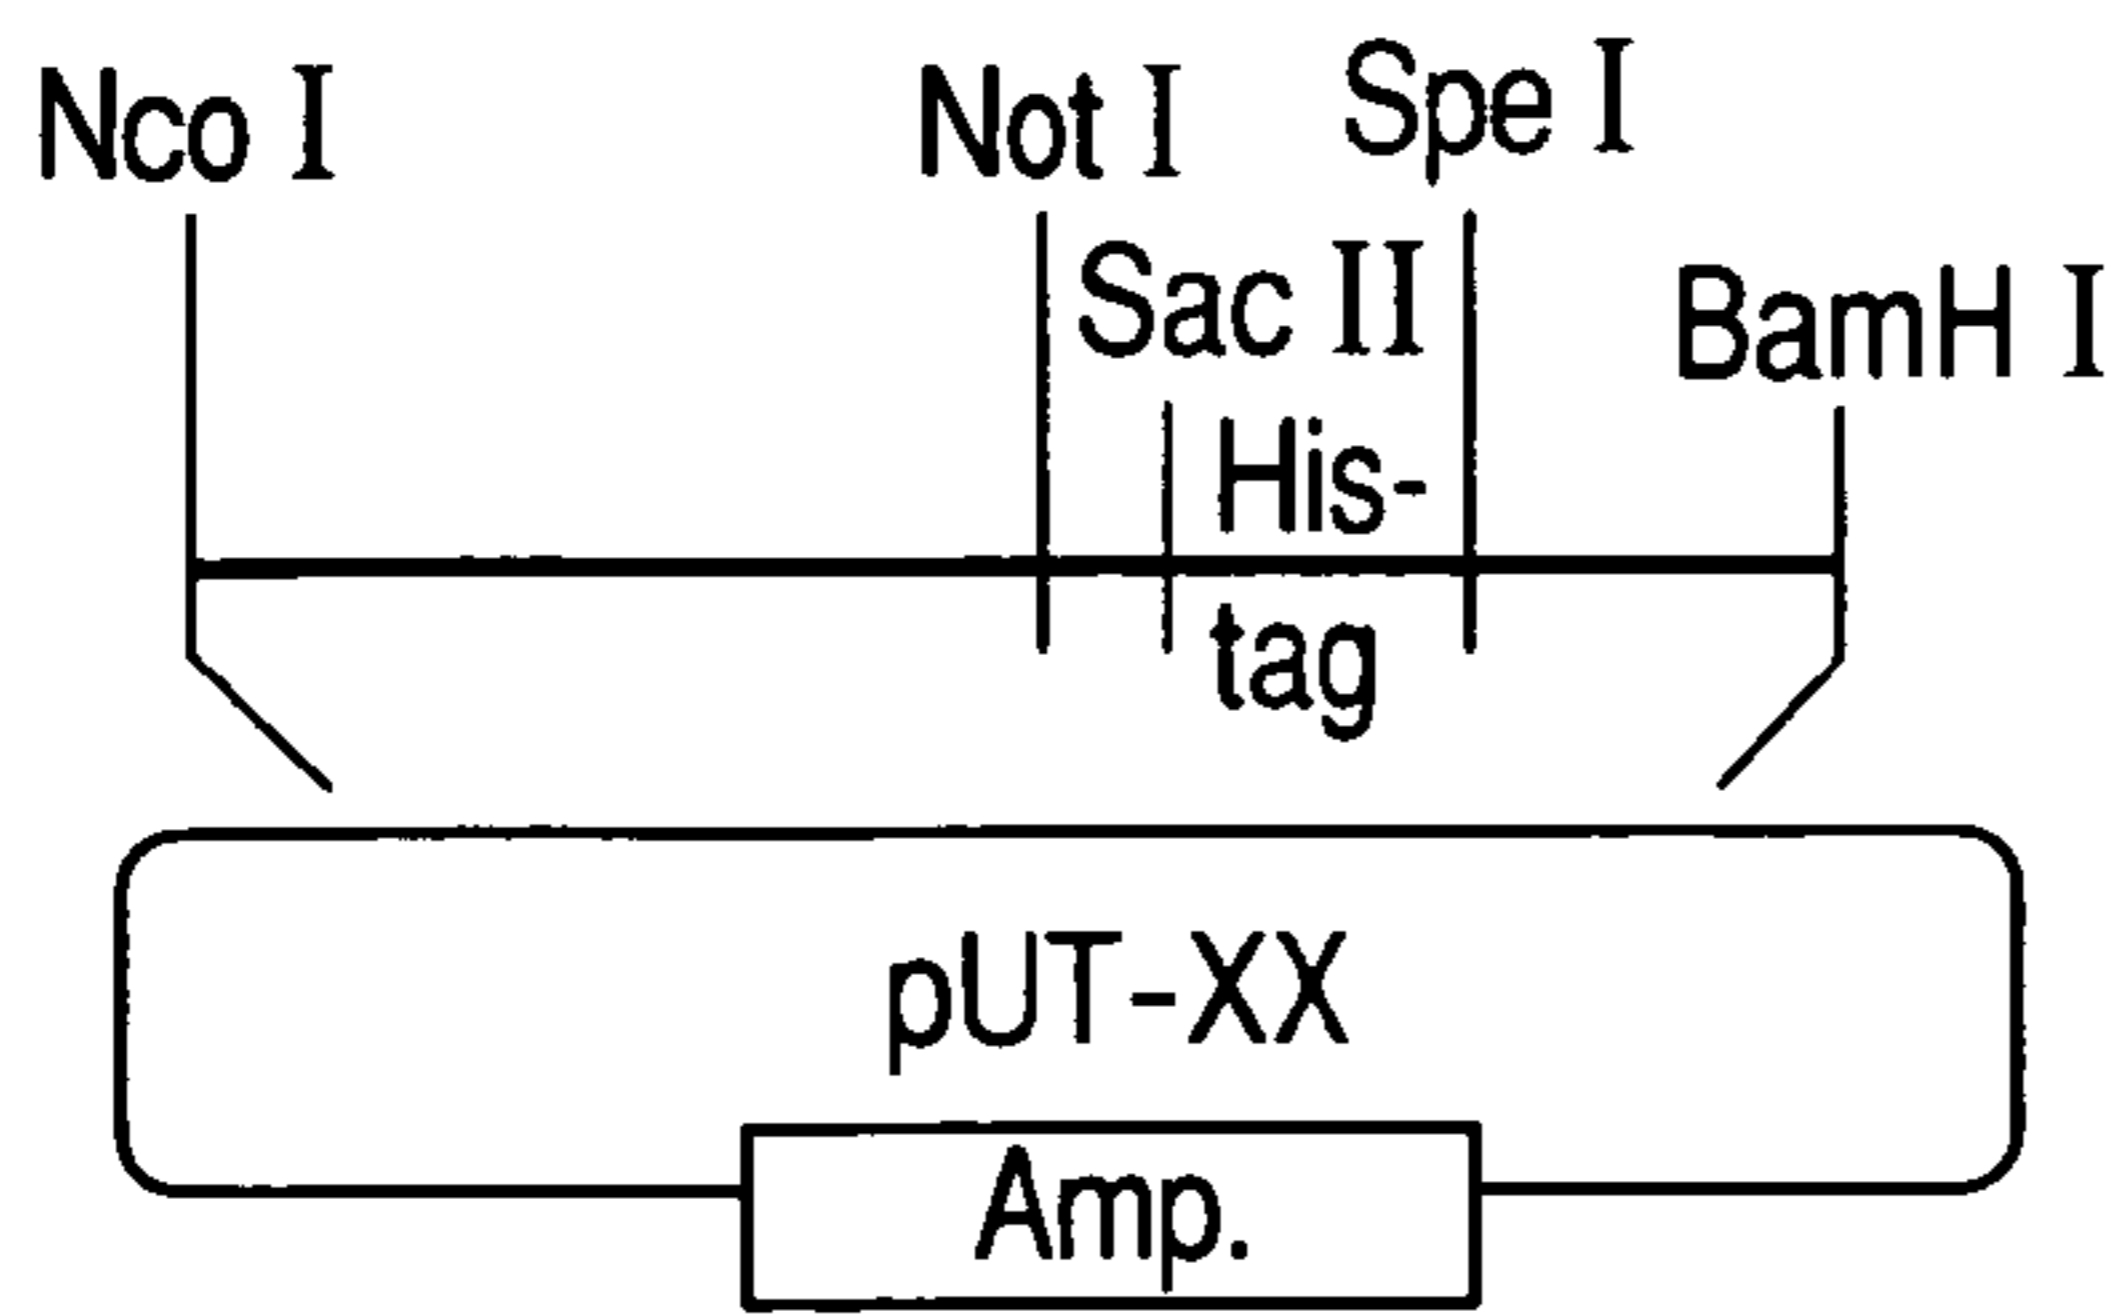 Nco I
Not I
Spe I
Sac II
BamH I
His-
tag
pUT-XX
Amp.